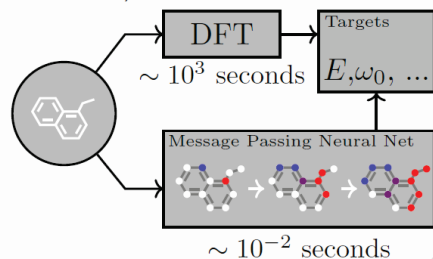 DFT
Targets
E,ω₀, ...
~ 10³ seconds
Message Passing Neural Net
~ 10⁻² seconds